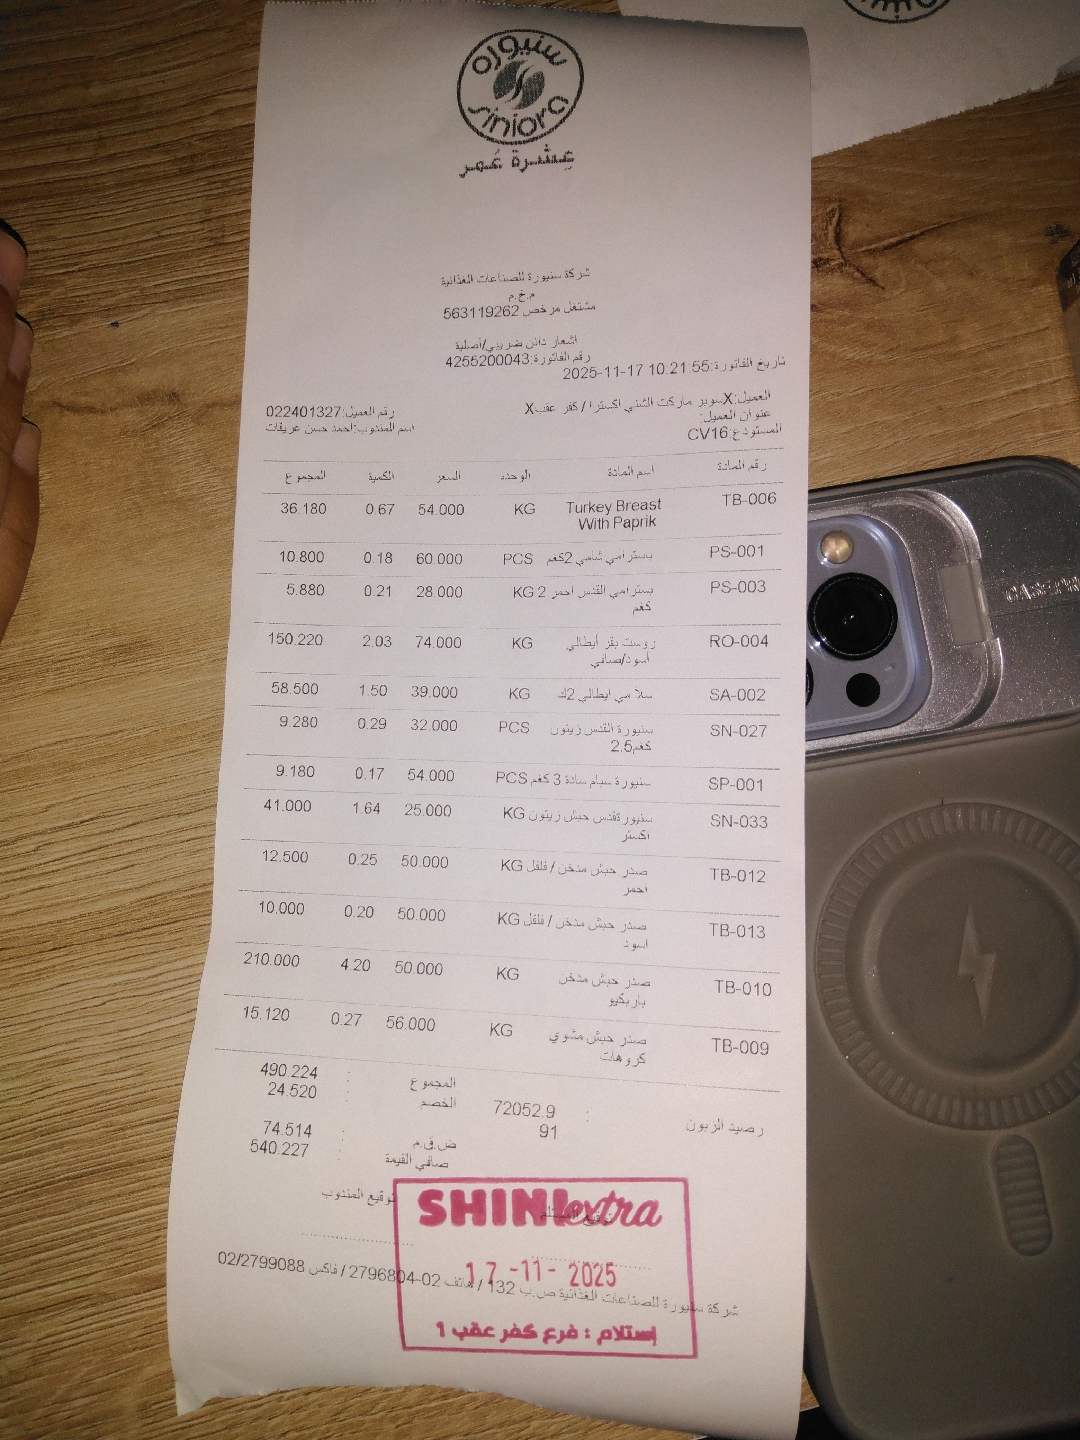 سنيورة
siniora
عِشرة عُمر
شركة سنيورة للصناعات الغذائية
م.خ.م
مشتغل مرخص 563119262
اشعار دائن ضريبي/أصلية
رقم الفاتورة:4255200043
تاريخ الفاتورة:2025-11-17 10:21:55
العميل:Xسوبر ماركت الشني اكسترا / كفر عقبX
رقم العميل:022401327
عنوان العميل:
اسم المندوب:احمد حسن عريقات
المستودع:CV16
رقم المادة اسم المادة الوحده السعر الكمية المجموع
TB-006 Turkey Breast With Paprik KG 54.000 0.67 36.180
PS-001 بسترامي شامي 2كغم PCS 60.000 0.18 10.800
PS-003 بسترامي القدس احمر 2 كغم KG 28.000 0.21 5.880
RO-004 روست بقر أيطالي أسود/صافي KG 74.000 2.03 150.220
SA-002 سلامي ايطالي 2ك KG 39.000 1.50 58.500
SN-027 سنيورة القدس زيتون 2.5كغم PCS 32.000 0.29 9.280
SP-001 سنيورة سبام سادة 3 كغم PCS 54.000 0.17 9.180
SN-033 سنيورةقدس حبش زيتون اكستر KG 25.000 1.64 41.000
TB-012 صدر حبش مدخن / فلفل احمر KG 50.000 0.25 12.500
TB-013 صدر حبش مدخن / فلفل اسود KG 50.000 0.20 10.000
TB-010 صدر حبش مدخن باربكيو KG 50.000 4.20 210.000
TB-009 صدر حبش مشوي كروهات KG 56.000 0.27 15.120
المجموع : 490.224
الخصم : 24.520
رصيد الزبون : 72052.9
91
ض.ق.م : 74.514
صافي القيمة : 540.227
توقيع المستلم
توقيع المندوب
SHINI extra
17-11-2025
شركة سنيورة للصناعات الغذائية ص.ب 132 / هاتف 02-2796804 / فاكس 02/2799088
إستلام : فرع كفر عقب 1